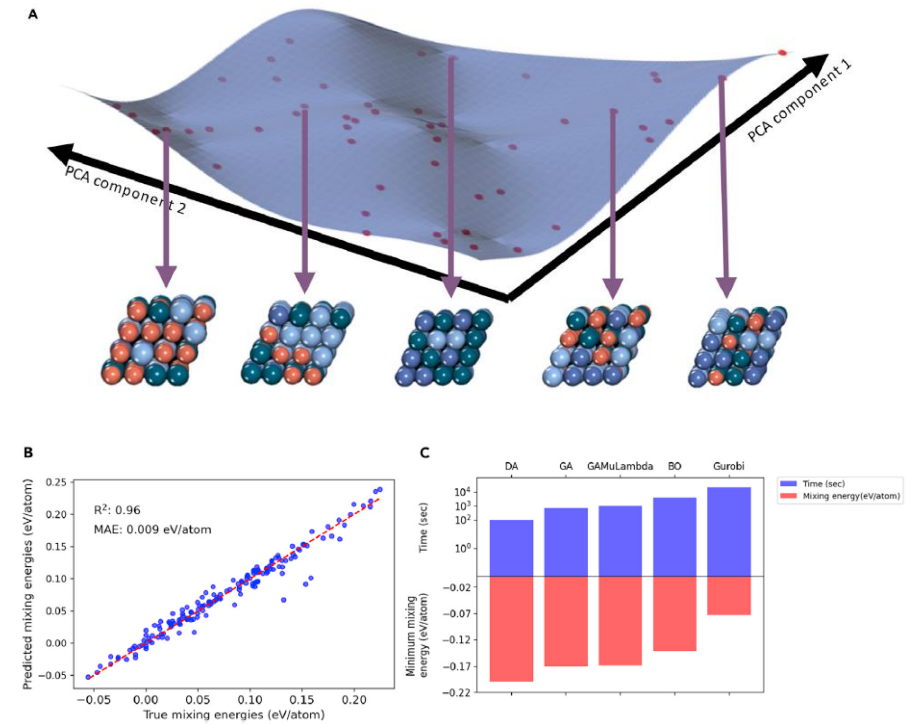 A
PCA component 1
PCA component 2
B
R²: 0.96
MAE: 0.009 eV/atom
Predicted mixing energies (eV/atom)
0.25
0.20
0.15
0.10
0.05
0.00
−0.05
−0.05 0.00 0.05 0.10 0.15 0.20
True mixing energies (eV/atom)
C
DA GA GAMuLambda BO Gurobi
Time (sec)
Mixing energy(eV/atom)
Time (sec)
10⁴
10³
10²
10⁰
Minimum mixing
energy (eV/atom)
−0.02
−0.07
−0.12
−0.17
−0.22